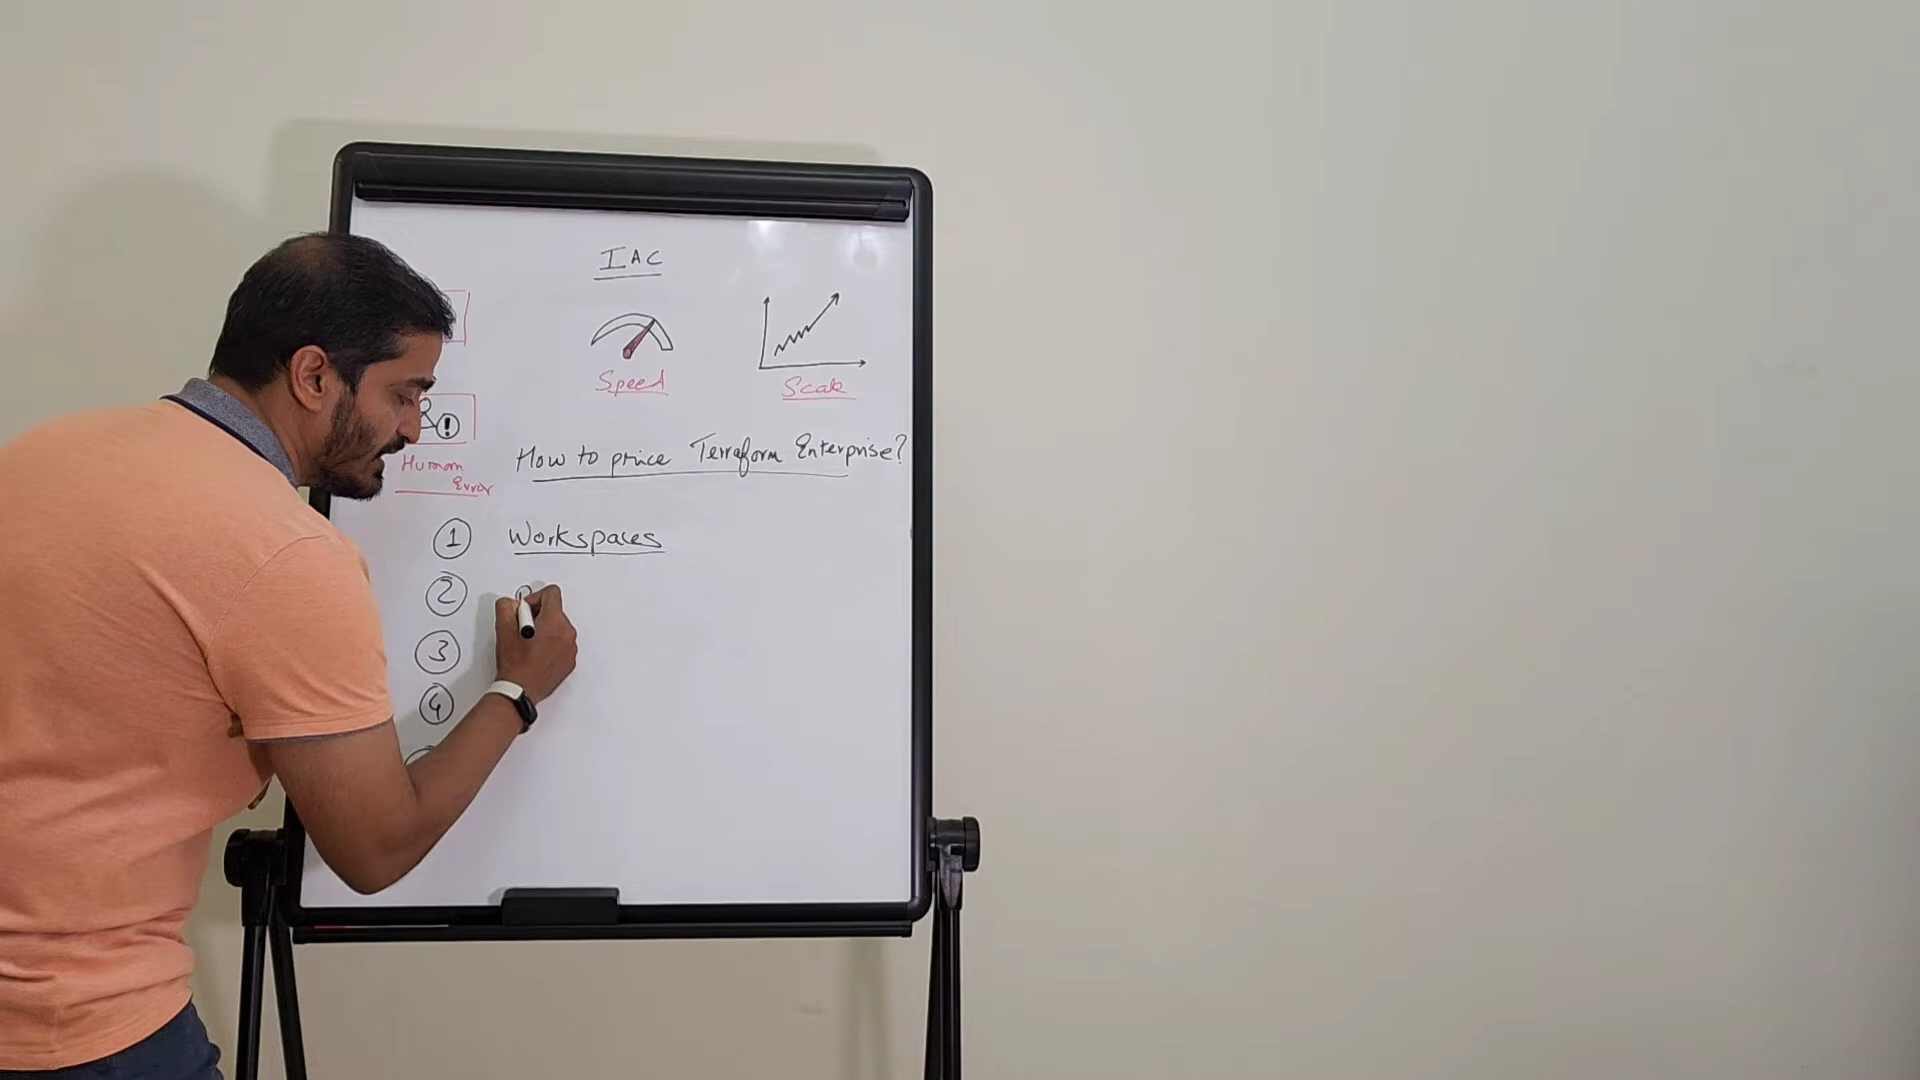 IAC
Speed
Scale
!
Human
Error
How to price Terraform Enterprise?
1 Workspaces
2
3
4